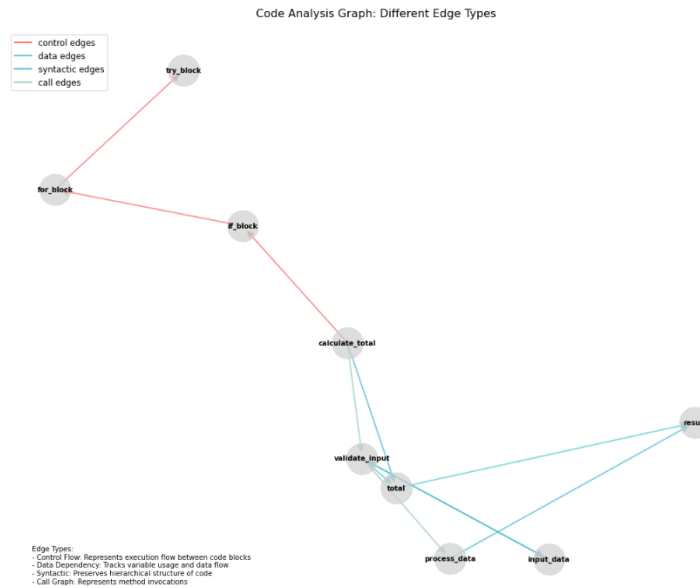 Code Analysis Graph: Different Edge Types
control edges
data edges
syntactic edges
call edges
try_block
for_block
if_block
calculate_total
resu
validate_input
total
process_data
input_data
Edge Types:
- Control Flow: Represents execution flow between code blocks
- Data Dependency: Tracks variable usage and data flow
- Syntactic: Preserves hierarchical structure of code
- Call Graph: Represents method invocations